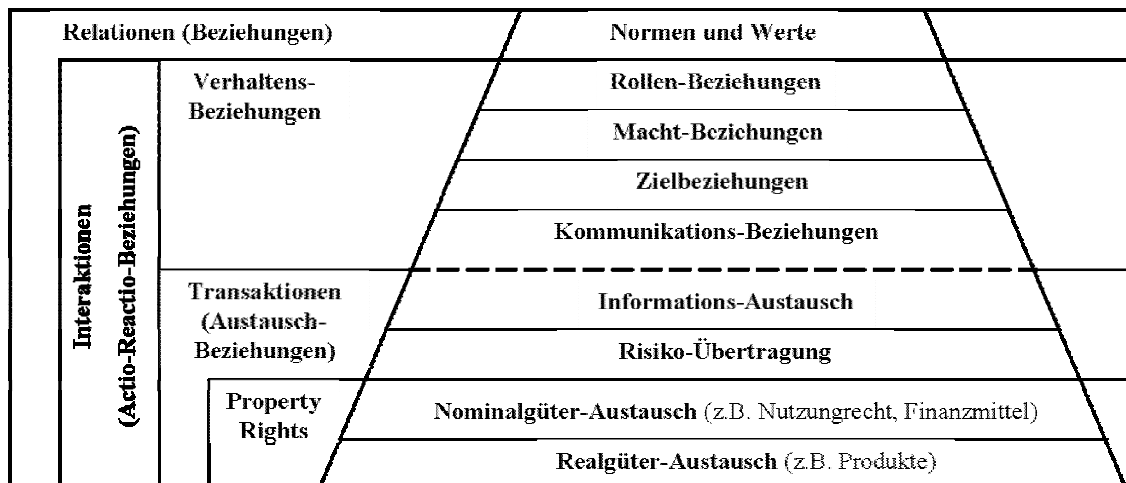 Relationen (Beziehungen)
Normen und Werte
Interaktionen
(Actio-Reactio-Beziehungen)
Verhaltens-
Beziehungen
Rollen-Beziehungen
Macht-Beziehungen
Zielbeziehungen
Kommunikations-Beziehungen
Transaktionen
(Austausch-
Beziehungen)
Informations-Austausch
Risiko-Übertragung
Property
Rights
Nominalgüter-Austausch (z.B. Nutzungrecht, Finanzmittel)
Realgüter-Austausch (z.B. Produkte)